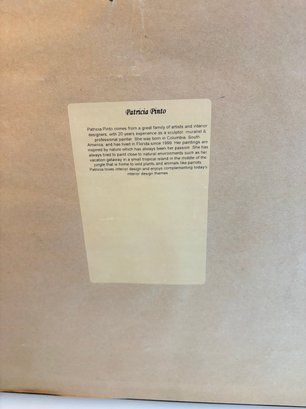 Patricia Pinto
Patricia Pinto comes from a great family of artists and interior
designers, with 20 years experience as a sculptor, muralist &
professional painter. She was born in Columbia, South
America, and has lived in Florida since 1999. Her paintings are
inspired by nature which has always been her passion. She has
always tried to paint close to natural environments such as her
vacation getaway in a small tropical island in the middle of the
jungle that is home to wild plants and animals like parrots.
Patricia loves interior design and enjoys complementing today's
interior design themes.